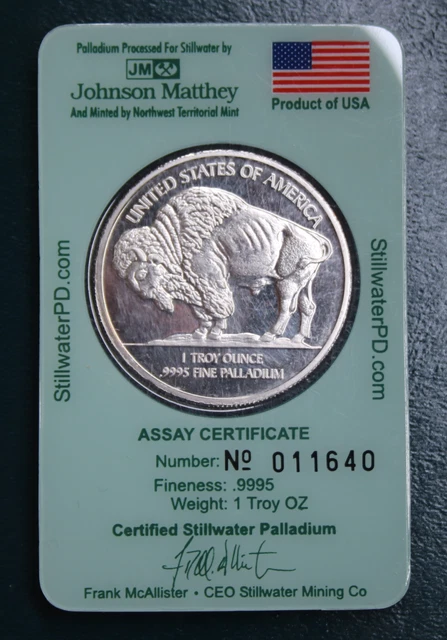 Palladium Processed For Stillwater by
JM
Johnson Matthey
And Minted by Northwest Territorial Mint
Product of USA
UNITED STATES OF AMERICA
1 TROY OUNCE
.9995 FINE PALLADIUM
StillwaterPD.com
StillwaterPD.com
ASSAY CERTIFICATE
Number: Nº 011640
Fineness: .9995
Weight: 1 Troy OZ
Certified Stillwater Palladium
Frank McAllister • CEO Stillwater Mining Co